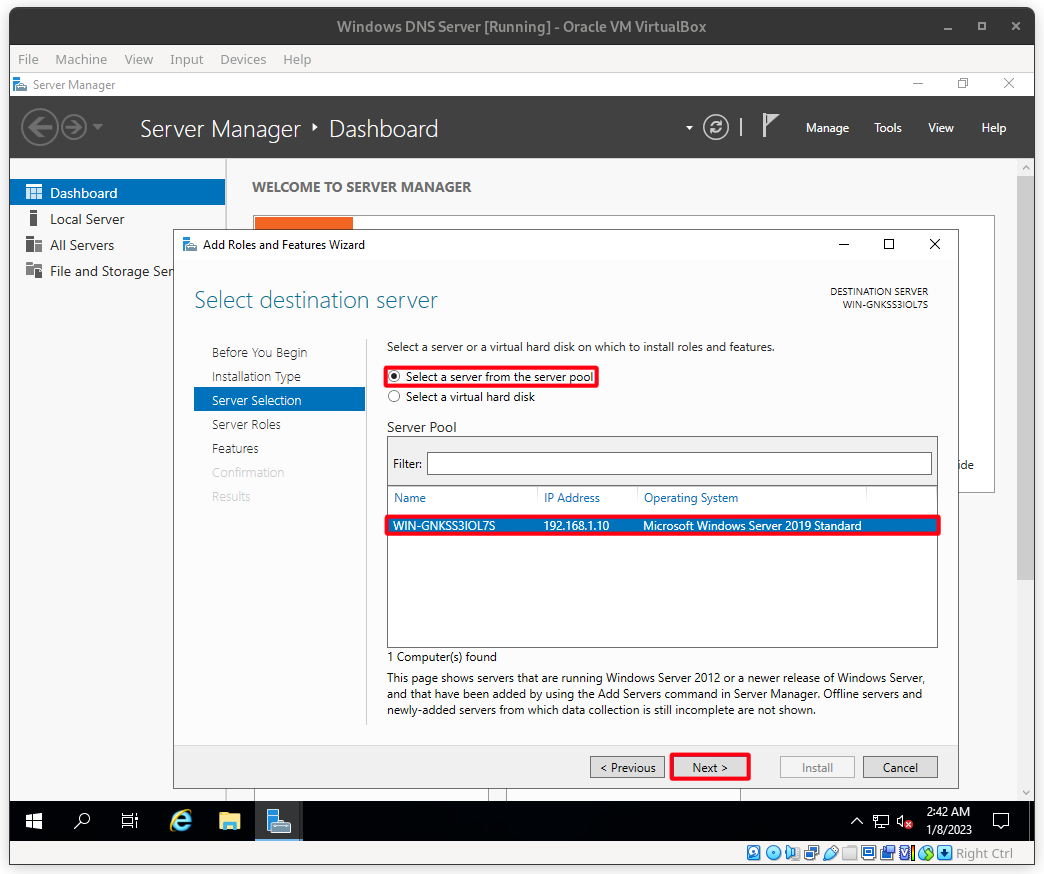 Windows DNS Server [Running] - Oracle VM VirtualBox
File Machine View Input Devices Help
Server Manager
Server Manager Dashboard
Manage Tools View Help
Dashboard
Local Server
All Servers
File and Storage Ser
WELCOME TO SERVER MANAGER
Add Roles and Features Wizard
Select destination server
DESTINATION SERVER
WIN-GNKSS3IOL7S
Before You Begin
Installation Type
Server Selection
Server Roles
Features
Confirmation
Results
Select a server or a virtual hard disk on which to install roles and features.
Select a server from the server pool
Select a virtual hard disk
Server Pool
Filter:
Name IP Address Operating System
WIN-GNKSS3IOL7S 192.168.1.10 Microsoft Windows Server 2019 Standard
1 Computer(s) found
This page shows servers that are running Windows Server 2012 or a newer release of Windows Server,
and that have been added by using the Add Servers command in Server Manager. Offline servers and
newly-added servers from which data collection is still incomplete are not shown.
ide
< Previous Next > Install Cancel
2:42 AM
1/8/2023
Right Ctrl